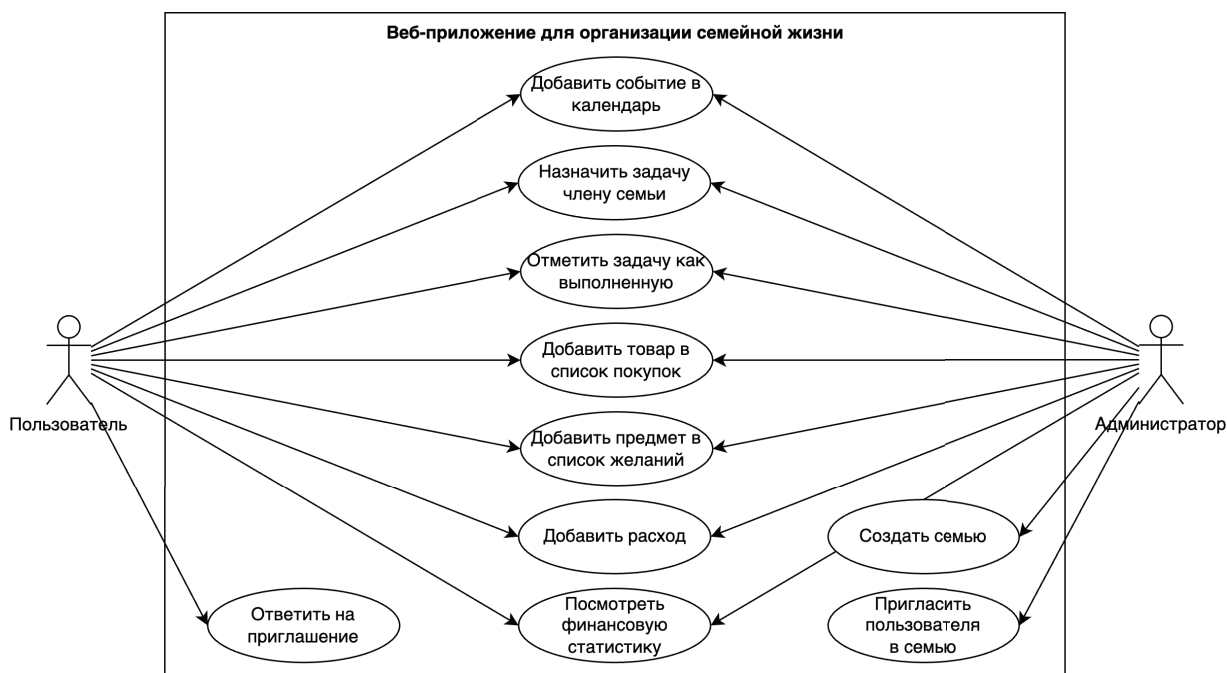 Веб-приложение для организации семейной жизни
Добавить событие в
календарь
Назначить задачу
члену семьи
Отметить задачу как
выполненную
Добавить товар в
список покупок
Пользователь
Администратор
Добавить предмет в
список желаний
Добавить расход
Создать семью
Ответить на
приглашение
Посмотреть
финансовую
статистику
Пригласить
пользователя
в семью